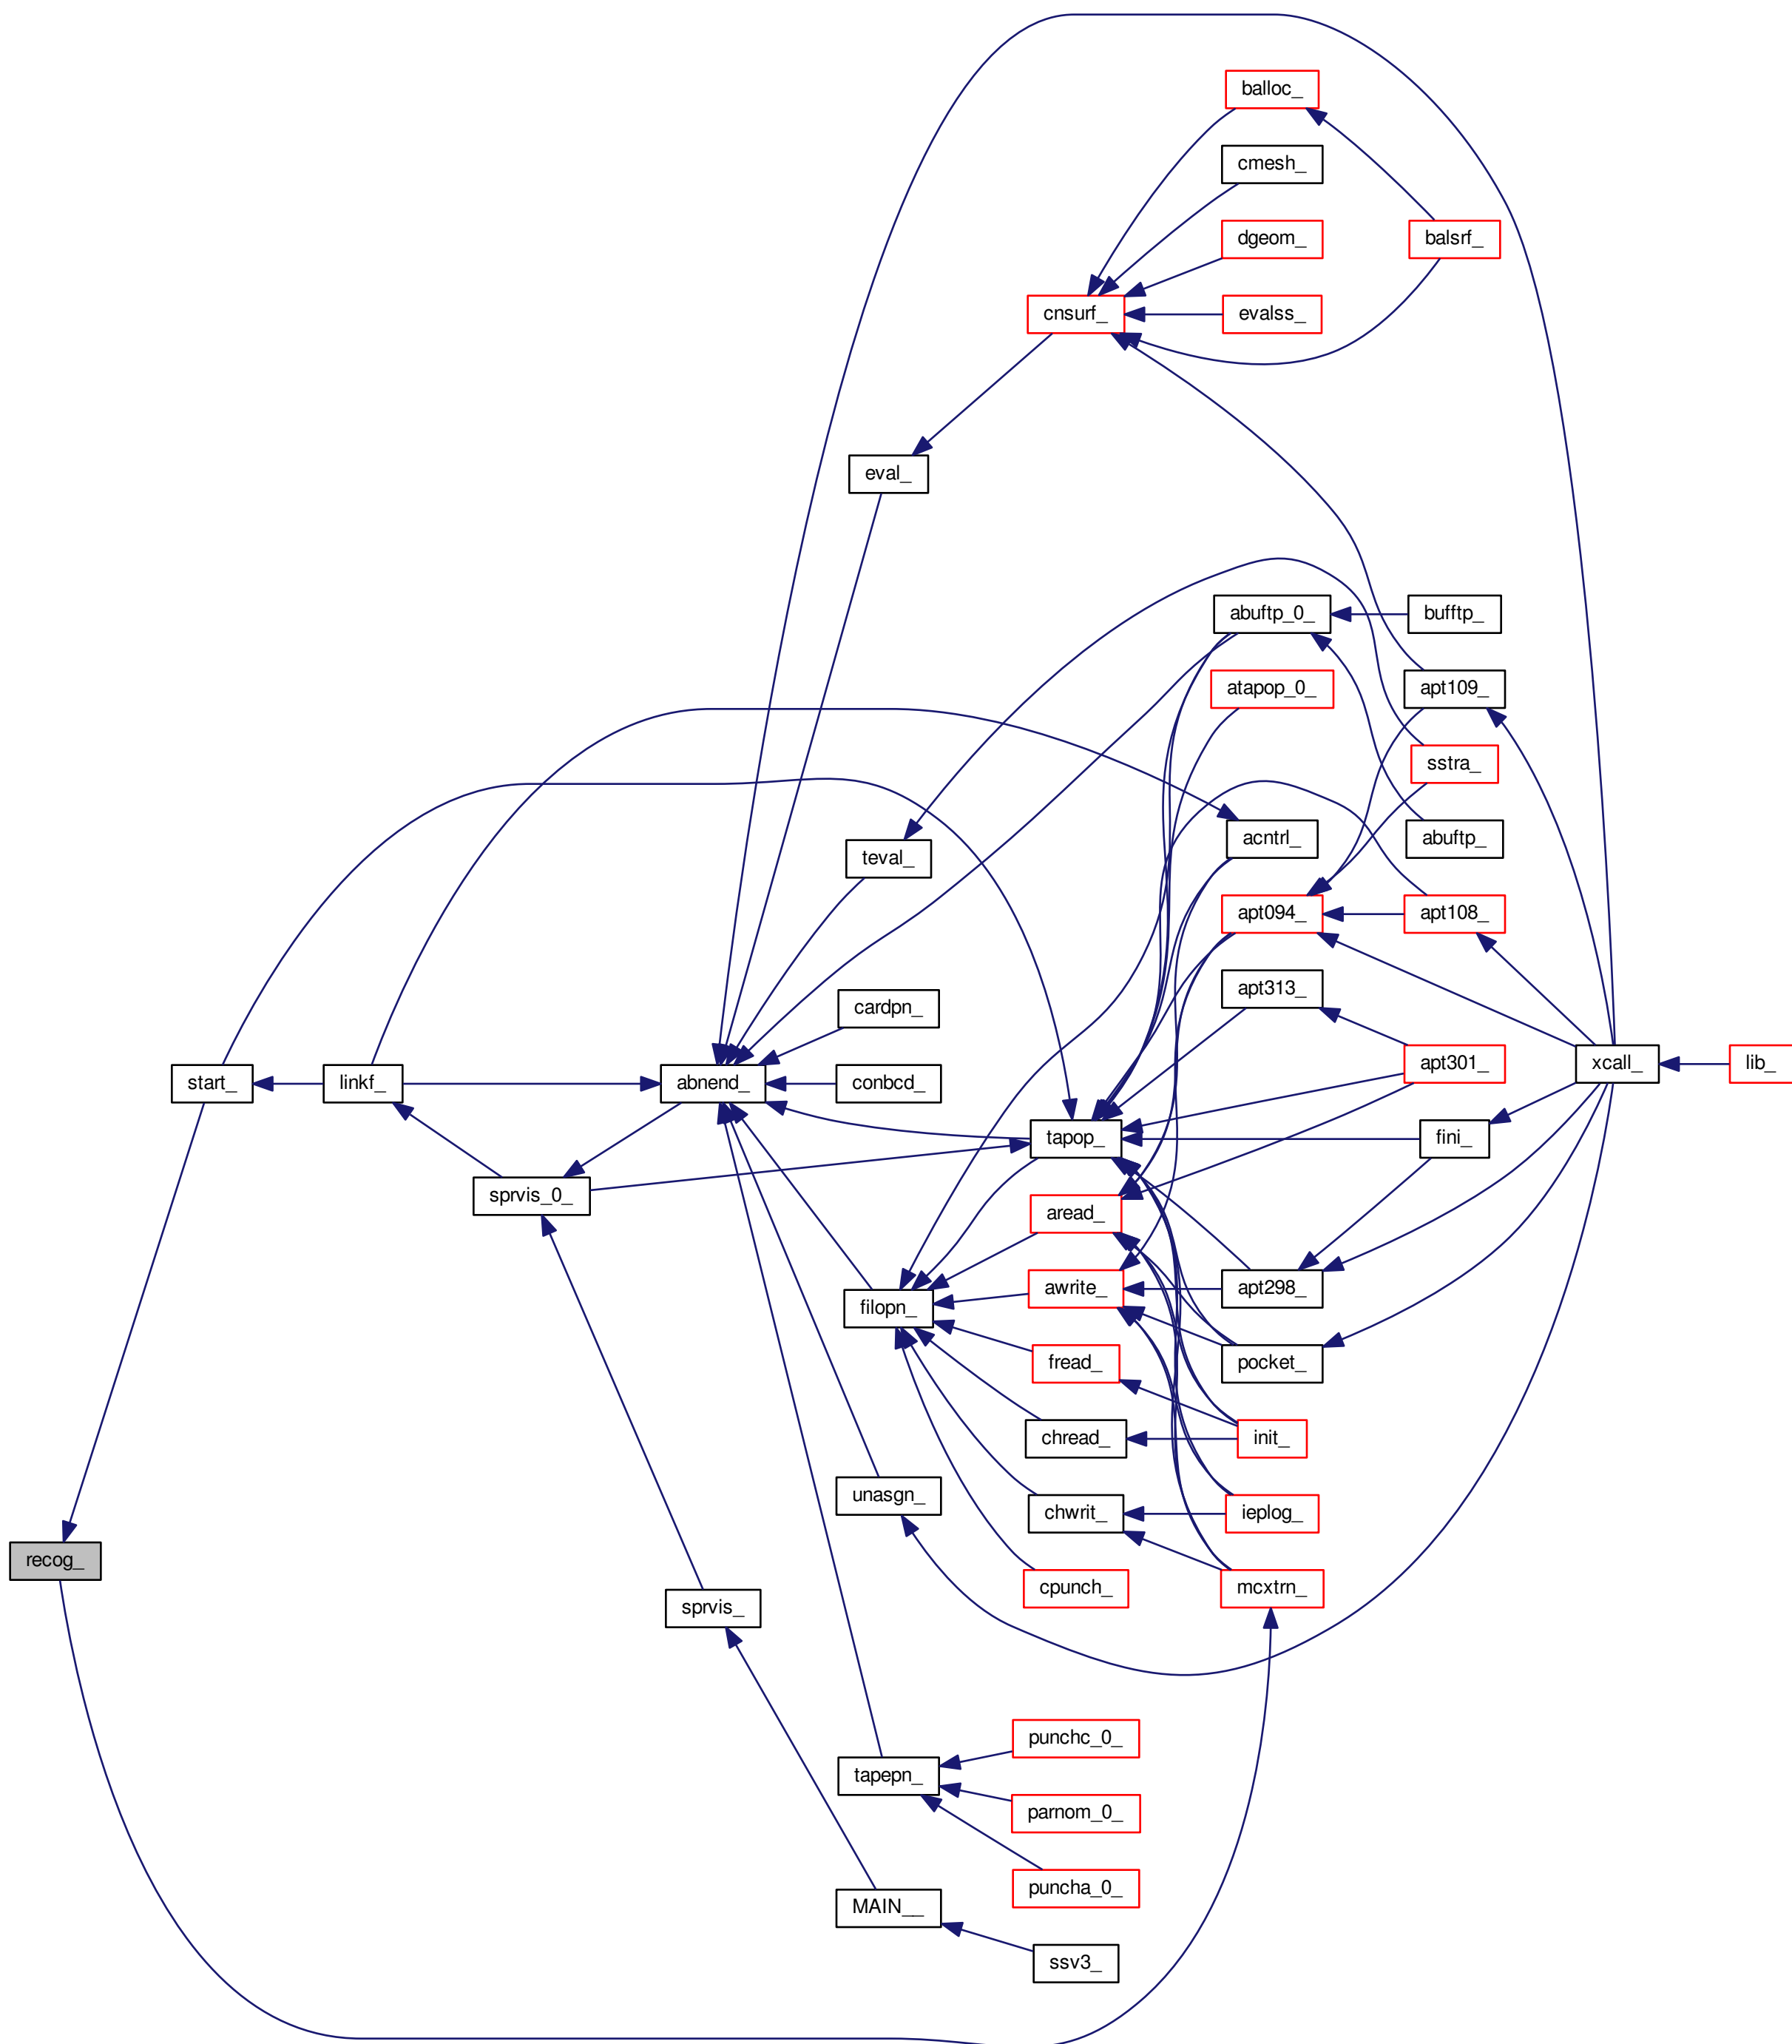 balloc_
cmesh_
dgeom_
balsrf_
cnsurf_
evalss_
eval_
abuftp_0_
bufftp_
atapop_0_
apt109_
sstra_
teval_
acntrl_
abuftp_
apt094_
apt108_
cardpn_
apt313_
start_
linkf_
abnend_
conbcd_
apt301_
xcall_
lib_
tapop_
fini_
sprvis_0_
aread_
filopn_
awrite_
apt298_
fread_
pocket_
chread_
init_
unasgn_
chwrit_
ieplog_
recog_
cpunch_
mcxtrn_
sprvis_
punchc_0_
tapepn_
parnom_0_
puncha_0_
MAIN__
ssv3_